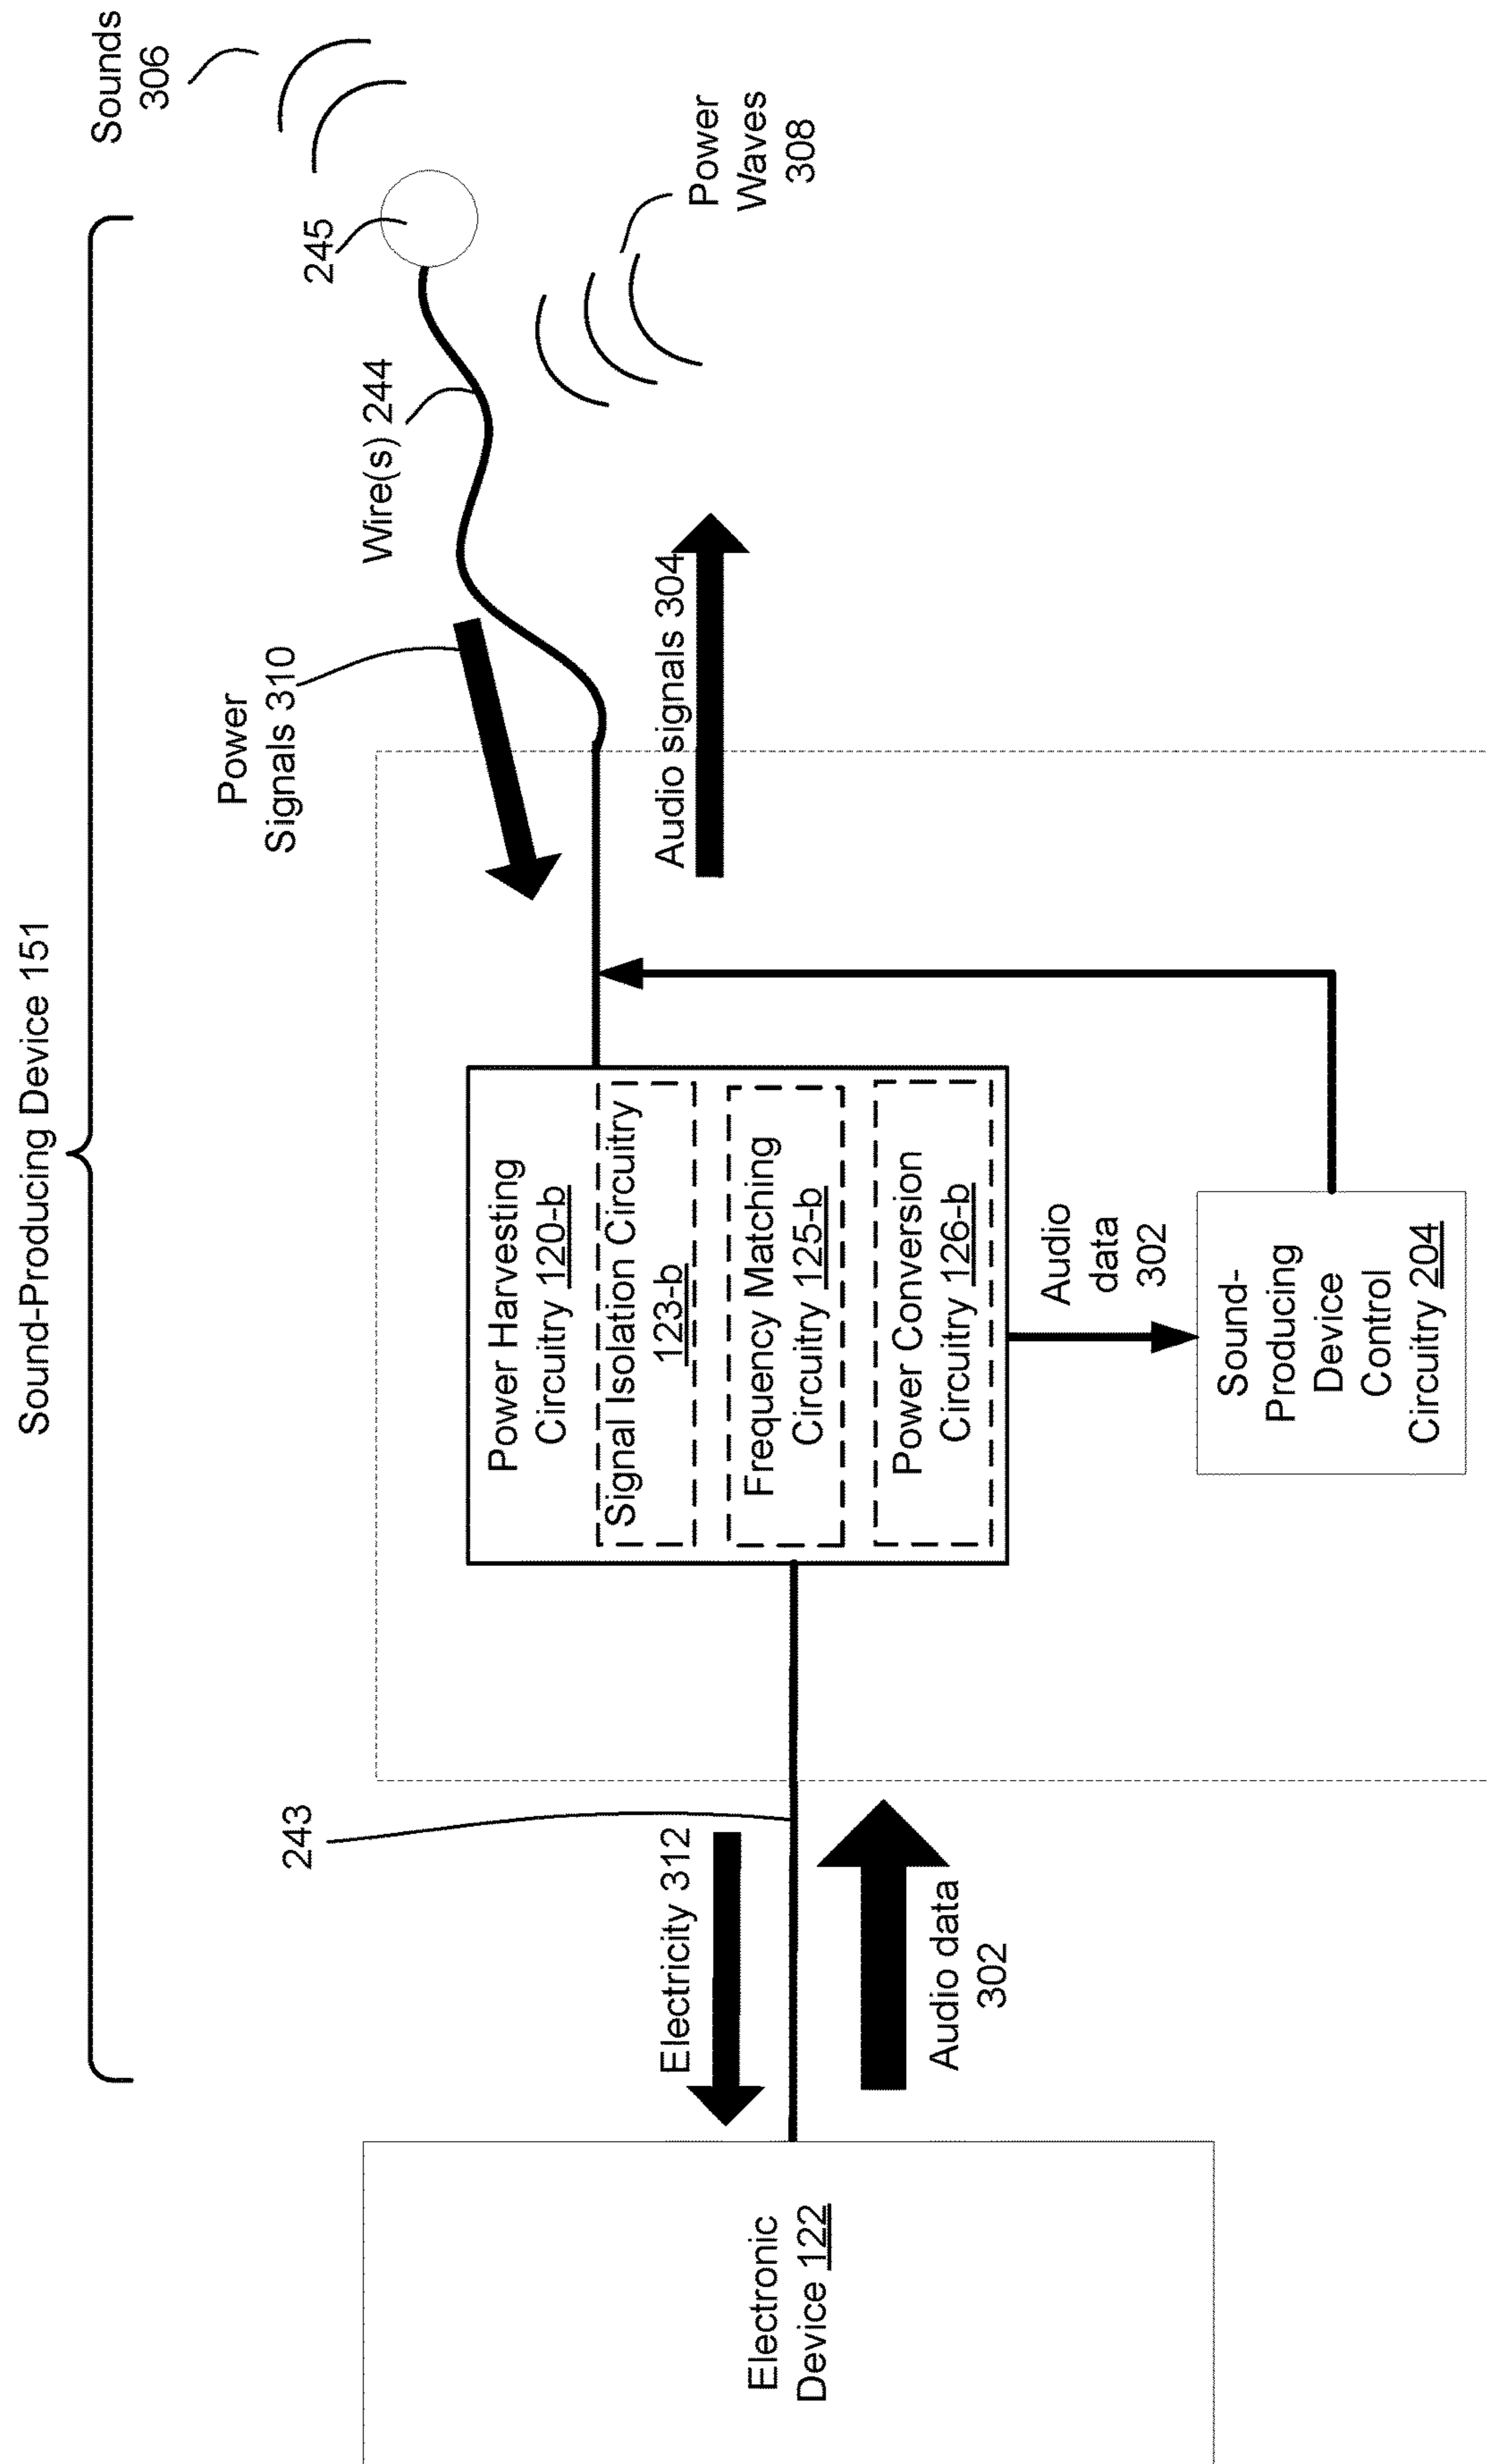 Sound-Producing Device 151
Sounds
306
245
Power
Waves
308
Wire(s) 244
Power
Signals 310
Audio signals 304
Power Harvesting
Circuitry 120-b
Signal Isolation Circuitry
123-b
Frequency Matching
Circuitry 125-b
Power Conversion
Circuitry 126-b
Audio
data
302
Sound-
Producing
Device
Control
Circuitry 204
243
Electricity 312
Audio data
302
Electronic
Device 122